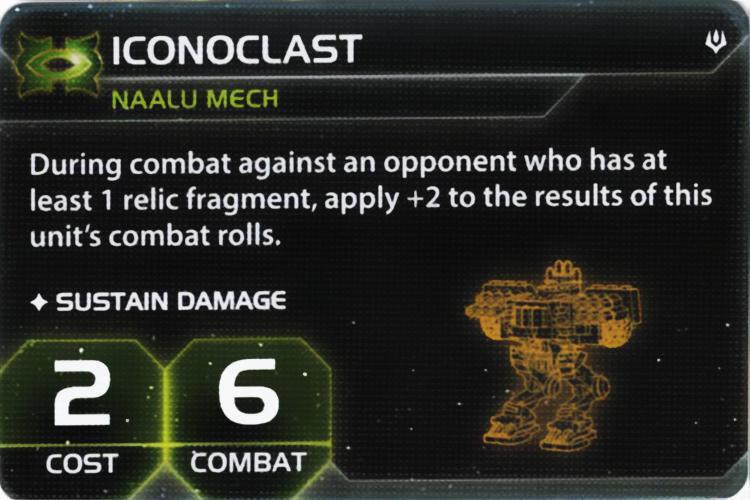 ICONOCLAST
NAALU MECH
During combat against an opponent who has at
least 1 relic fragment, apply +2 to the results of this
unit's combat rolls.
✦ SUSTAIN DAMAGE
2 6
COST COMBAT